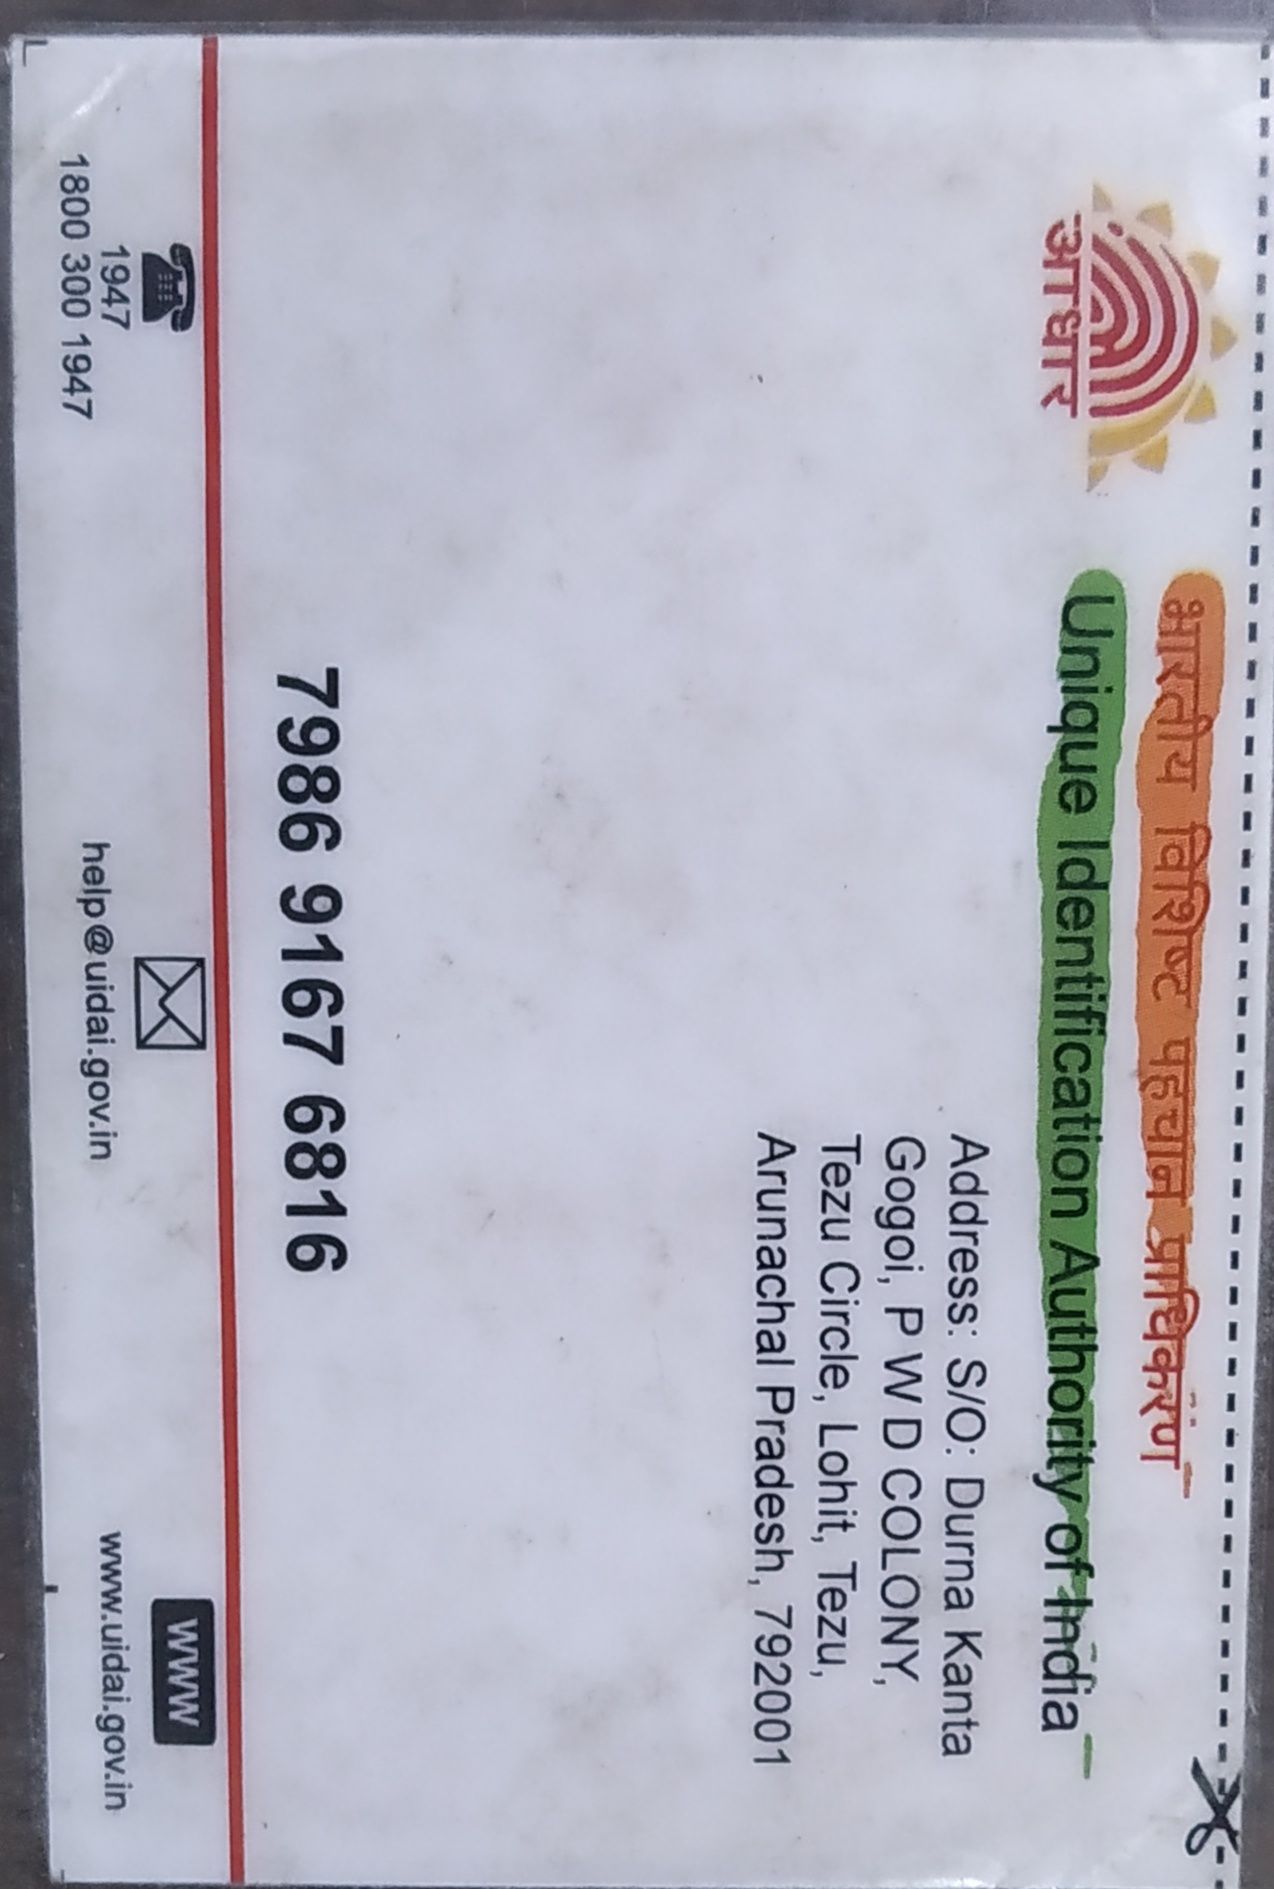 भारतीय विशिष्ट पहचान प्राधिकरण
Unique Identification Authority of India
आधार
Address: S/O: Durna Kanta
Gogoi, P W D COLONY,
Tezu Circle, Lohit, Tezu,
Arunachal Pradesh, 792001
7986 9167 6816
1947
1800 300 1947
help@uidai.gov.in
www
www.uidai.gov.in